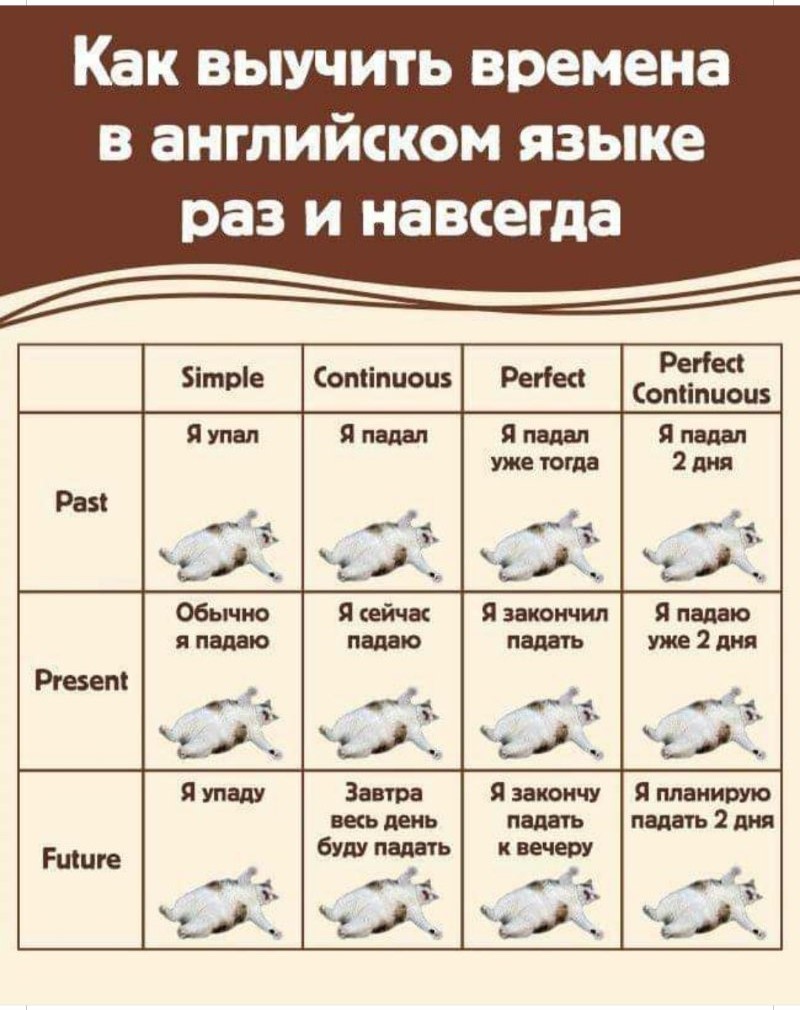 Как выучить времена
в английском языке
раз и навсегда
Simple
Continuous
Perfect
Perfect
Continuous
Past
Я упал
Я падал
Я падал
уже тогда
Я падал
2 дня
Present
Обычно
я падаю
Я сейчас
падаю
Я закончил
падать
Я падаю
уже 2 дня
Future
Я упаду
Завтра
весь день
буду падать
Я закончу
падать
к вечеру
Я планирую
падать 2 дня